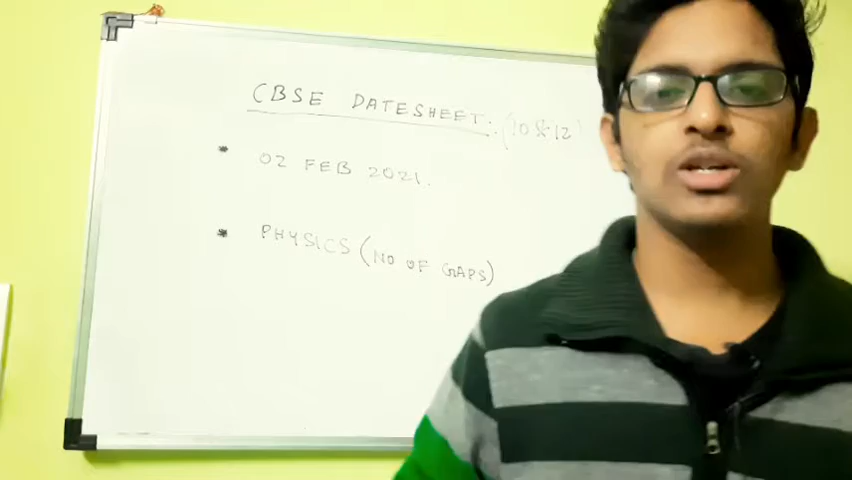 CBSE DATESHEET. (10 & 12)
* 02 FEB 2021.
* PHYSICS (NO OF GAPS)